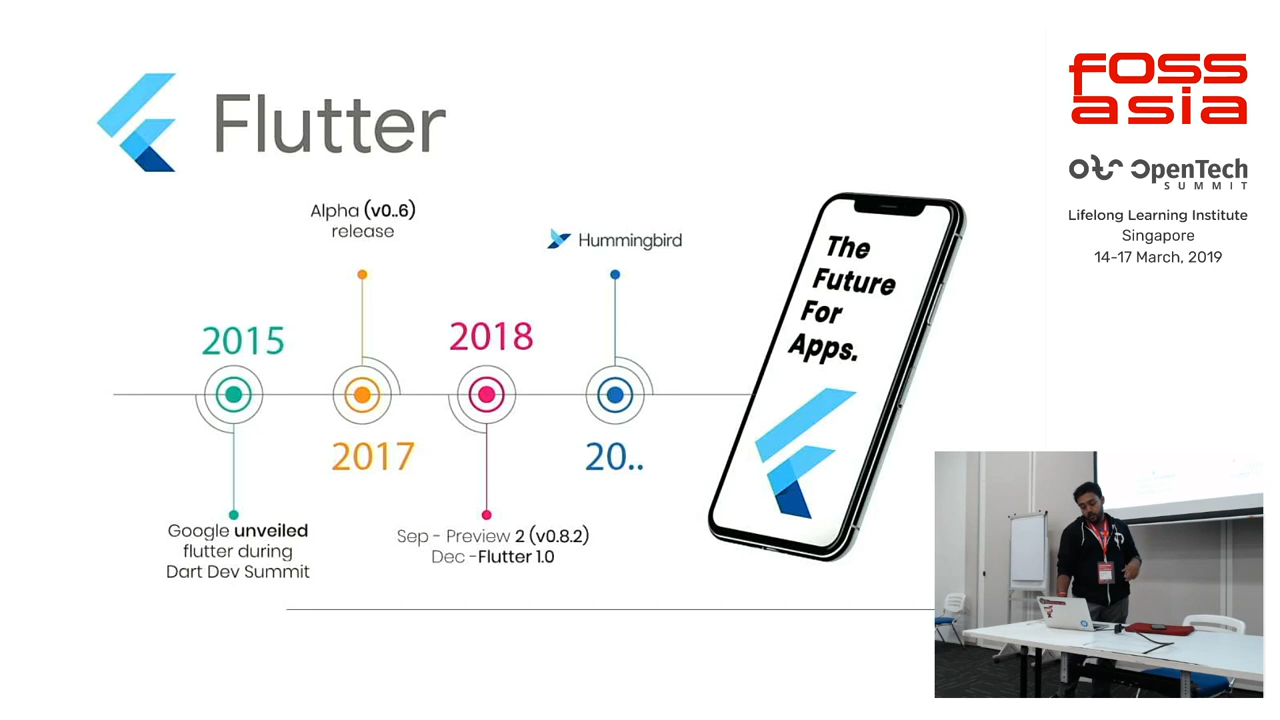 Flutter
Alpha (v0..6)
release
Hummingbird
2015
2018
2017
20..
Google unveiled
flutter during
Dart Dev Summit
Sep - Preview 2 (v0.8.2)
Dec -Flutter 1.0
The
Future
For
Apps.
FOSS
asia
OpenTech
SUMMIT
Lifelong Learning Institute
Singapore
14-17 March, 2019